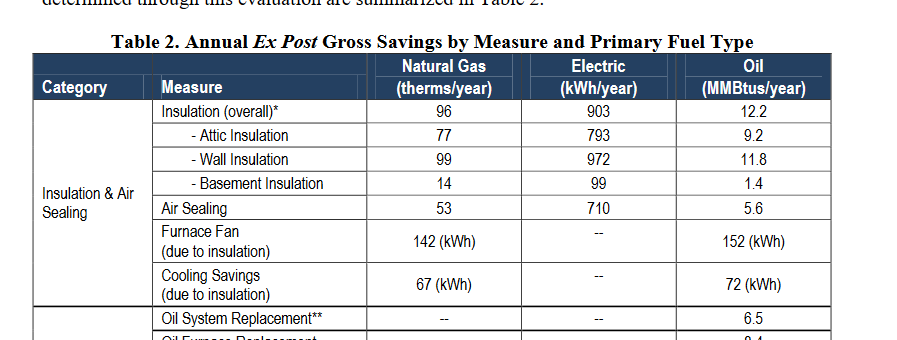 determined through this evaluation are summarized in Table 2.
Table 2. Annual Ex Post Gross Savings by Measure and Primary Fuel Type
Category Measure Natural Gas (therms/year) Electric (kWh/year) Oil (MMBtus/year)
Insulation & Air Sealing
Insulation (overall)* 96 903 12.2
- Attic Insulation 77 793 9.2
- Wall Insulation 99 972 11.8
- Basement Insulation 14 99 1.4
Air Sealing 53 710 5.6
Furnace Fan (due to insulation) 142 (kWh) -- 152 (kWh)
Cooling Savings (due to insulation) 67 (kWh) -- 72 (kWh)
Oil System Replacement** -- -- 6.5